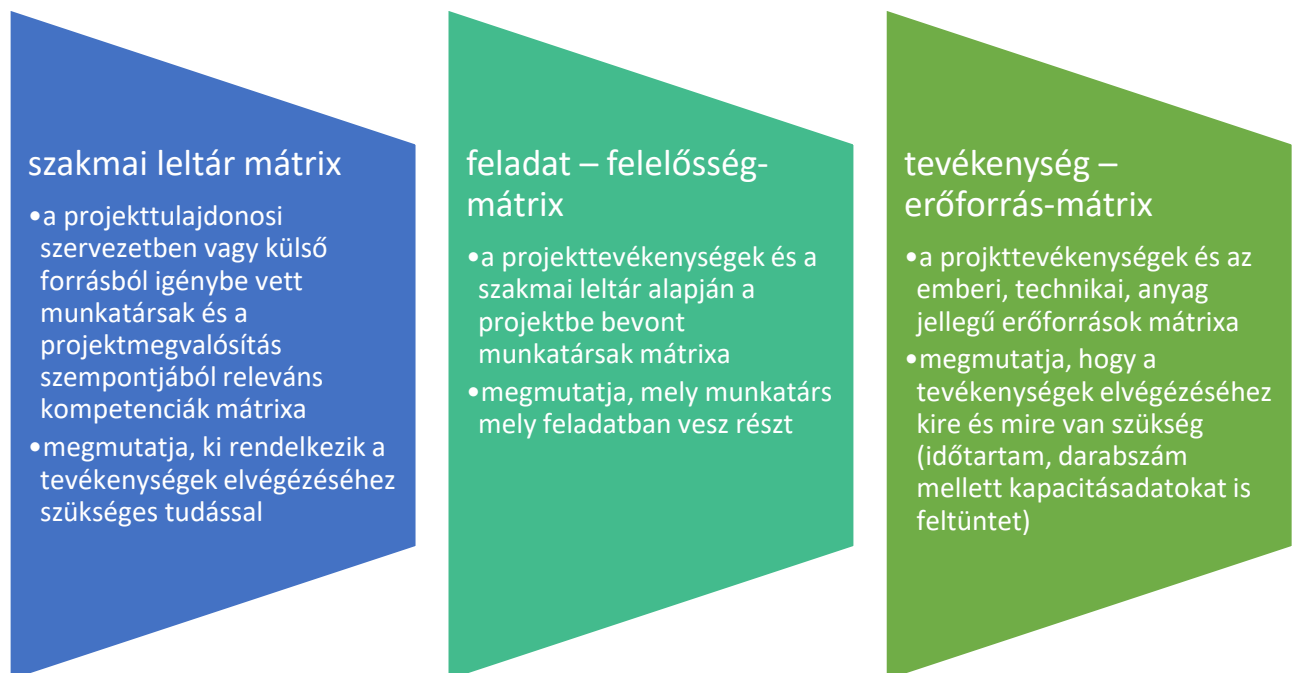 szakmai leltár mátrix
•a projekttulajdonosi
szervezetben vagy külső
forrásból igénybe vett
munkatársak és a
projektmegvalósítás
szempontjából releváns
kompetenciák mátrixa
•megmutatja, ki rendelkezik a
tevékenységek elvégézéséhez
szükséges tudással
feladat – felelősség-
mátrix
•a projekttevékenységek és a
szakmai leltár alapján a
projektbe bevont
munkatársak mátrixa
•megmutatja, mely munkatárs
mely feladatban vesz részt
tevékenység –
erőforrás-mátrix
•a projkttevékenységek és az
emberi, technikai, anyag
jellegű erőforrások mátrixa
•megmutatja, hogy a
tevékenységek elvégézéséhez
kire és mire van szükség
(időtartam, darabszám
mellett kapacitásadatokat is
feltüntet)